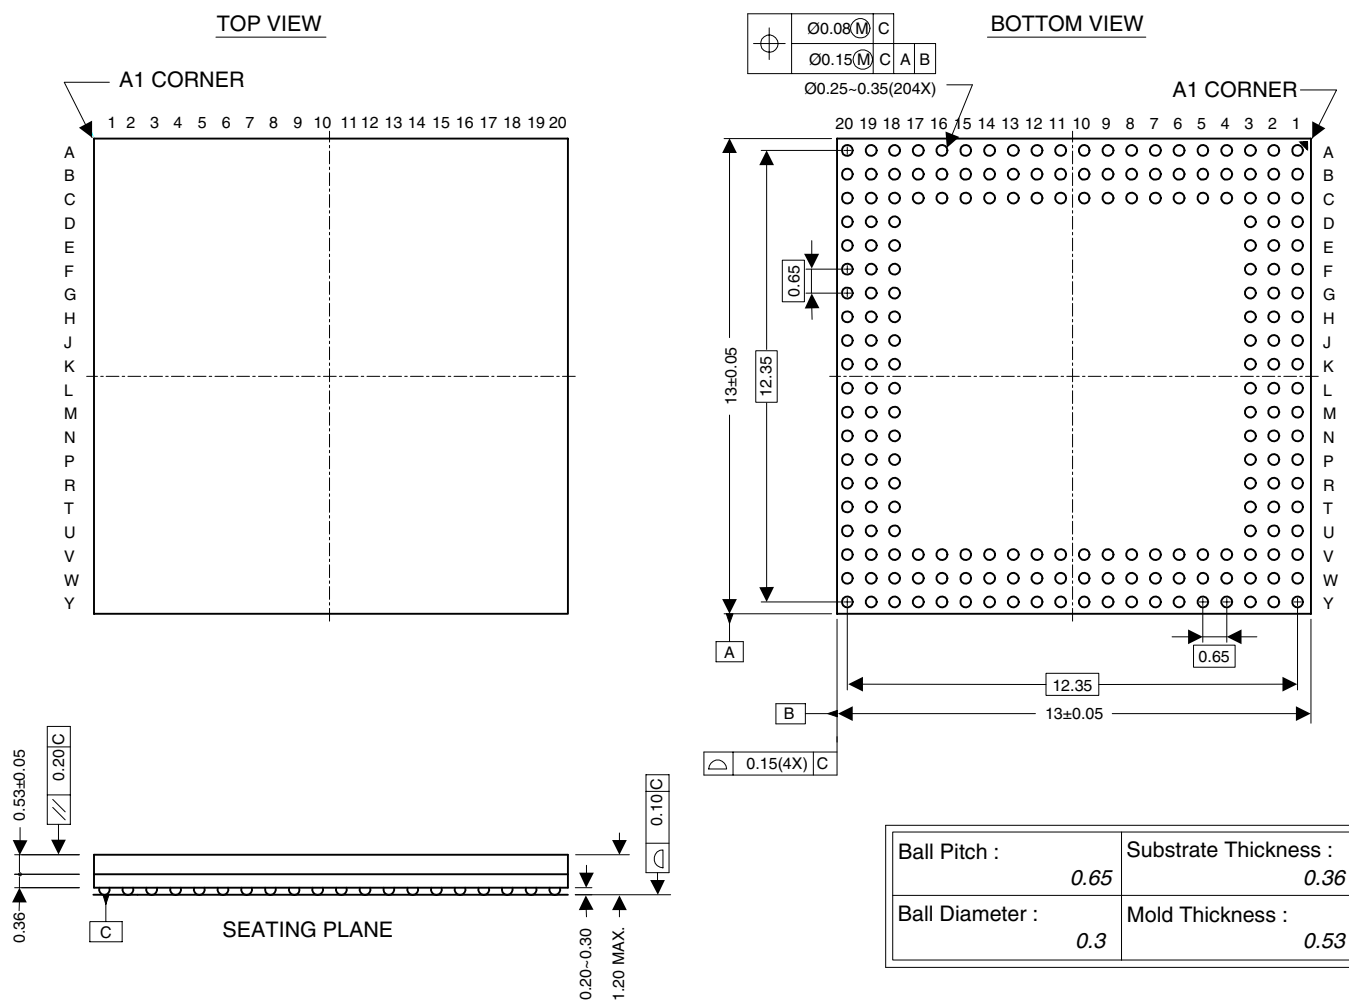 TOP VIEW
A1 CORNER
1 2 3 4 5 6 7 8 9 10 11 12 13 14 15 16 17 18 19 20
A
B
C
D
E
F
G
H
J
K
L
M
N
P
R
T
U
V
W
Y
Ø0.08Ⓜ C
Ø0.15Ⓜ C A B
Ø0.25~0.35(204X)
BOTTOM VIEW
A1 CORNER
20 19 18 17 16 15 14 13 12 11 10 9 8 7 6 5 4 3 2 1
A
B
C
D
E
F
G
H
J
K
L
M
N
P
R
T
U
V
W
Y
0.65
13±0.05
12.35
A
0.65
12.35
B
13±0.05
0.15(4X) C
0.53±0.05
0.20 C
0.36
C
SEATING PLANE
0.10 C
0.20~0.30
1.20 MAX.
Ball Pitch :
0.65
Substrate Thickness :
0.36
Ball Diameter :
0.3
Mold Thickness :
0.53